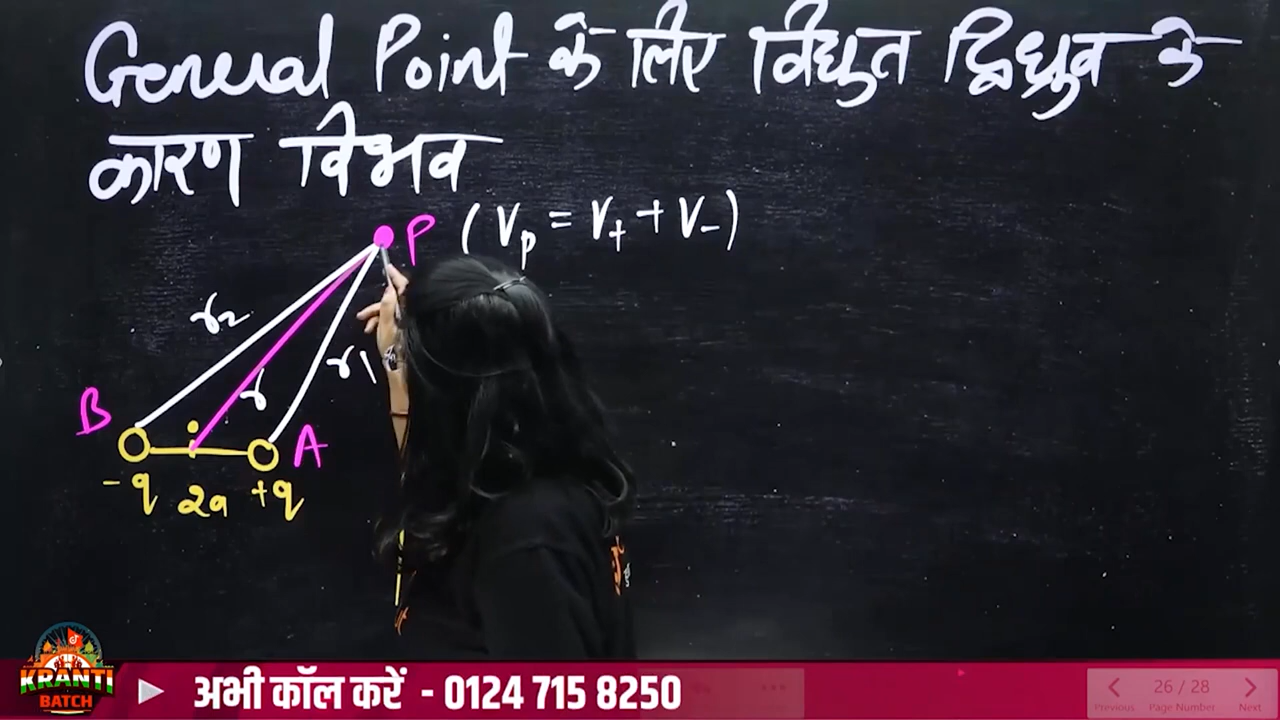 General Point के लिए विद्युत द्विध्रुव के
कारण विभव
P (Vp = V+ + V-)
r2
r1
r
B
A
-q 2a +q
KRANTI
BATCH
अभी कॉल करें - 0124 715 8250
26 / 28
Previous Page Number Next